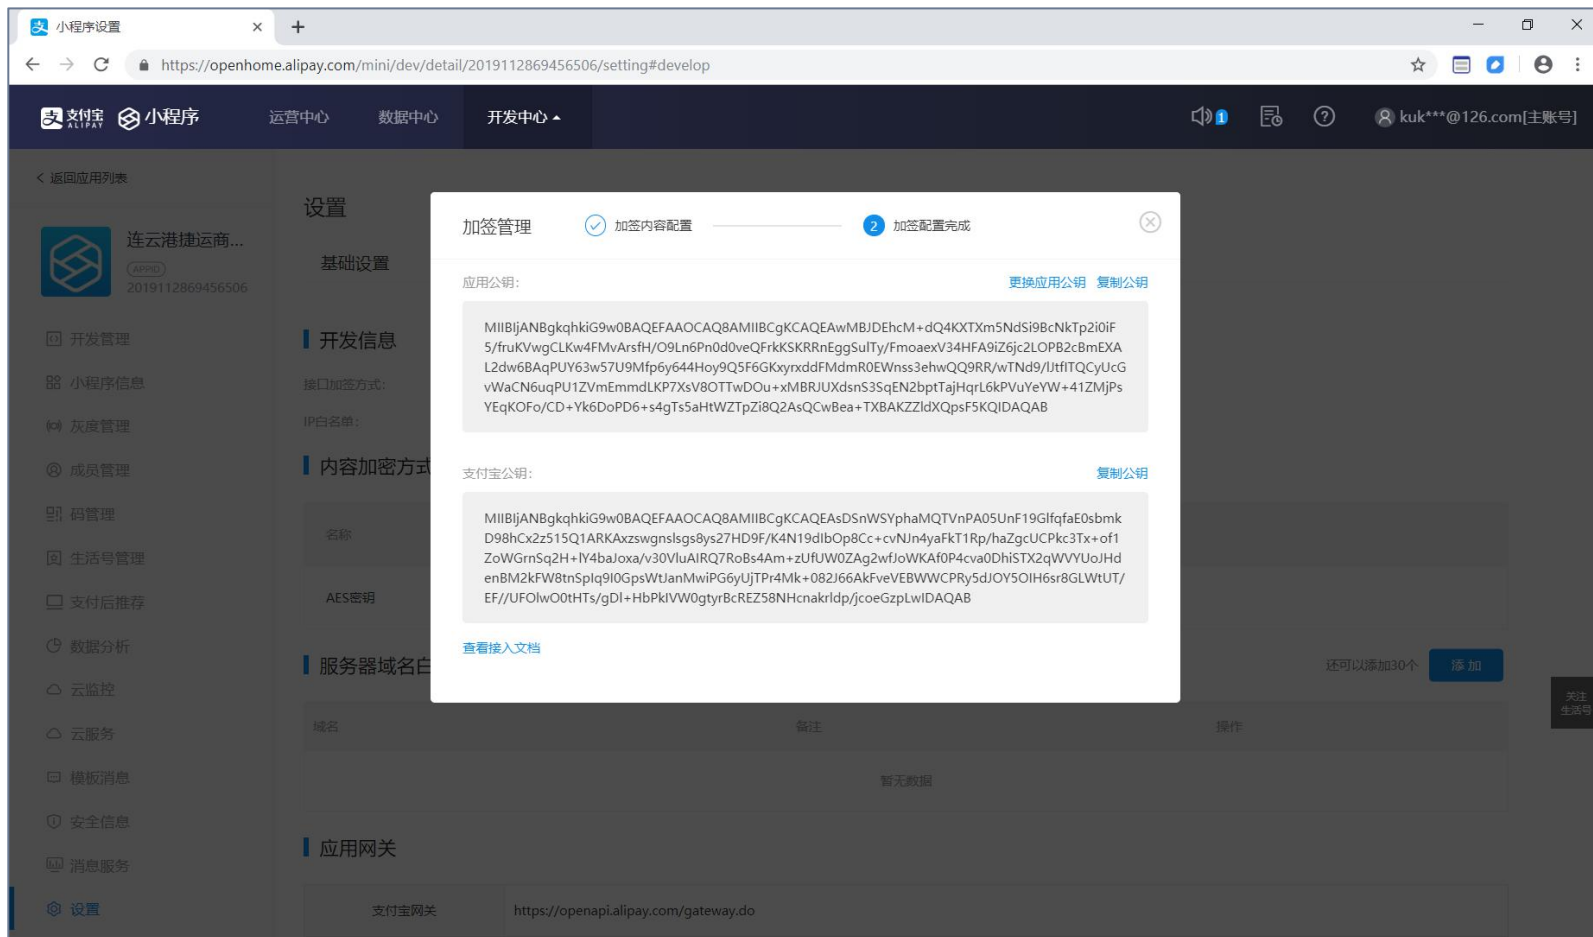 小程序设置
https://openhome.alipay.com/mini/dev/detail/2019112869456506/setting#develop
支付宝 ALIPAY 小程序 运营中心 数据中心 开发中心 1 kuk***@126.com[主账号]
返回应用列表
连云港捷运商...
APPID
2019112869456506
开发管理
小程序信息
灰度管理
成员管理
码管理
生活号管理
支付后推荐
数据分析
云监控
云服务
模板消息
安全信息
消息服务
设置
设置
基础设置
开发信息
接口加签方式:
IP白名单:
内容加密方式
名称
AES密钥
服务器域名白
还可以添加30个 添加
域名 备注 操作
暂无数据
应用网关
支付宝网关 https://openapi.alipay.com/gateway.do
关注
生活号
加签管理 加签内容配置 2 加签配置完成
应用公钥: 更换应用公钥 复制公钥
MIIBIjANBgkqhkiG9w0BAQEFAAOCAQ8AMIIBCgKCAQEAwMBJDEhcM+dQ4KXTXm5NdSi9BcNkTp2i0iF
5/fruKVwgCLKw4FMvArsfH/O9Ln6Pn0d0veQFrkKSKRRnEggSulTy/FmoaexV34HFA9iZ6jc2LOPB2cBmEXA
L2dw6BAqPUY63w57U9Mfp6y644Hoy9Q5F6GKxyrxddFMdmR0EWnss3ehwQQ9RR/wTNd9/lJtfITQCyUcG
vWaCN6uqPU1ZVmEmmdLKP7XsV8OTTwDOu+xMBRJUXdsnS3SqEN2bptTajHqrL6kPVuYeYW+41ZMjPs
YEqKOFo/CD+Yk6DoPD6+s4gTs5aHtWZTpZi8Q2AsQCwBea+TXBAKZZldXQpsF5KQIDAQAB
支付宝公钥: 复制公钥
MIIBIjANBgkqhkiG9w0BAQEFAAOCAQ8AMIIBCgKCAQEAsDSnWSYphaMQTVnPA05UnF19GlfqfaE0sbmk
D98hCx2z515Q1ARKAxzswgnslsgs8ys27HD9F/K4N19dIbOp8Cc+cvNJn4yaFkT1Rp/haZgcUCPkc3Tx+of1
ZoWGrnSq2H+lY4baJoxa/v30VluAIRQ7RoBs4Am+zUfUW0ZAg2wfJoWKAf0P4cva0DhiSTX2qWVYUoJHd
enBM2kFW8tnSpIq9I0GpsWtJanMwiPG6yUjTPr4Mk+082J66AkFveVEBWWCPRy5dJOY5OIH6sr8GLWtUT/
EF//UFOlwO0tHTs/gDl+HbPkIVW0gtyrBcREZ58NHcnakrldp/jcoeGzpLwIDAQAB
查看接入文档